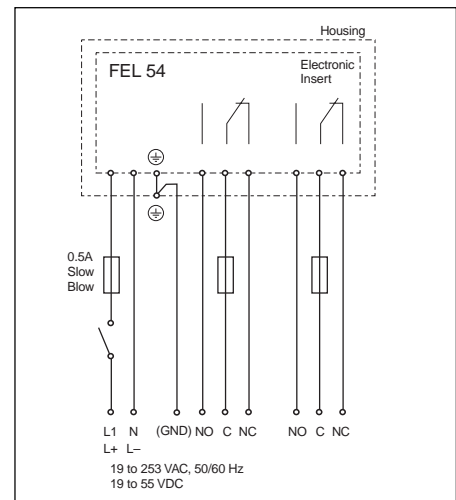 Housing
FEL 54
Electronic
Insert
0.5A
Slow
Blow
L1 N (GND) NO C NC NO C NC
L+ L–
19 to 253 VAC, 50/60 Hz
19 to 55 VDC